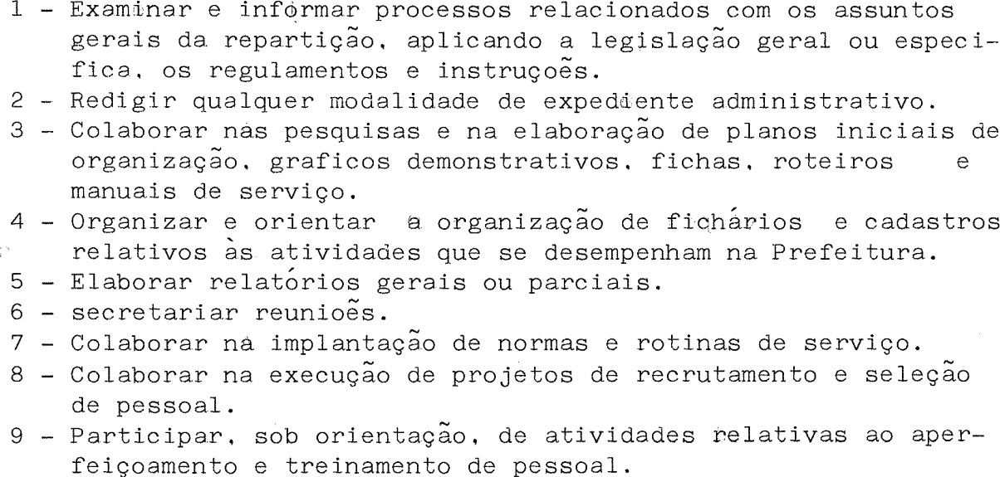 1 - Examinar e informar processos relacionados com os assuntos
gerais da repartição, aplicando a legislação geral ou especi-
fica, os regulamentos e instruçoẽs.
2 - Redigir qualquer modalidade de expediente administrativo.
3 - Colaborar nas pesquisas e na elaboração de planos iniciais de
organização, graficos demonstrativos, fichas, roteiros e
manuais de serviço.
4 - Organizar e orientar a organização de fichários e cadastros
relativos às atividades que se desempenham na Prefeitura.
5 - Elaborar relatórios gerais ou parciais.
6 - secretariar reunioẽs.
7 - Colaborar na implantação de normas e rotinas de serviço.
8 - Colaborar na execução de projetos de recrutamento e seleção
de pessoal.
9 - Participar, sob orientação, de atividades relativas ao aper-
feiçoamento e treinamento de pessoal.